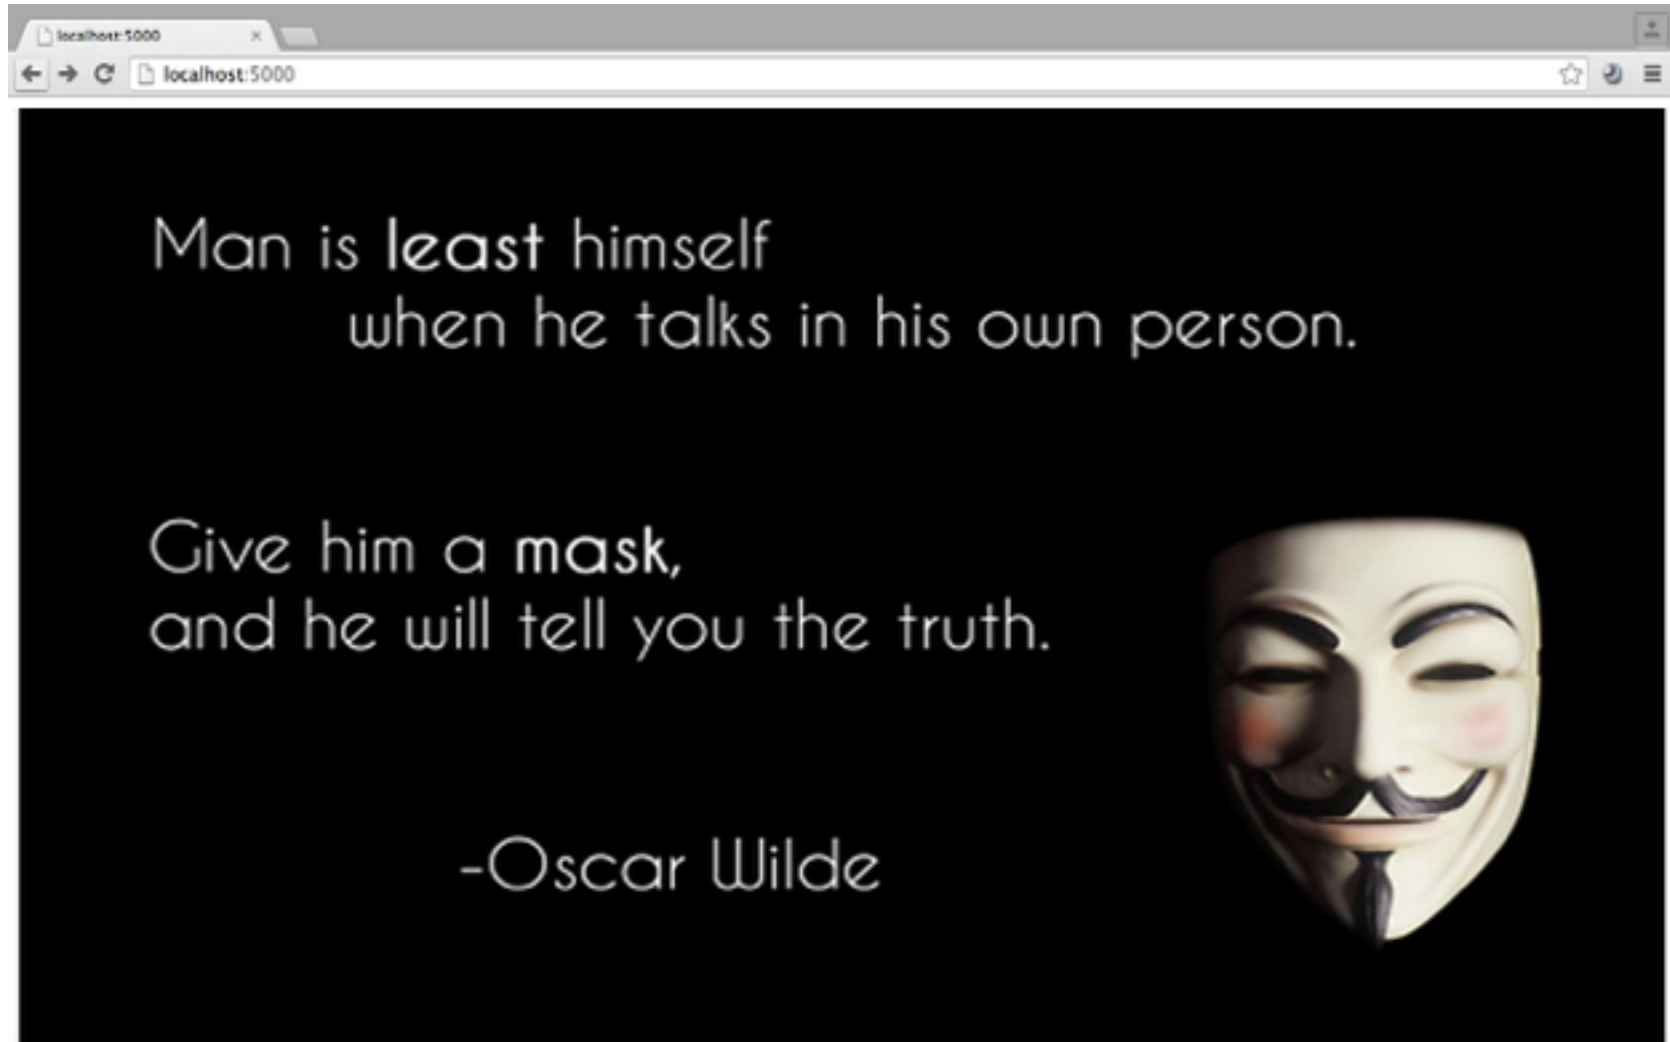 localhost:5000
localhost:5000
Man is least himself
when he talks in his own person.
Give him a mask,
and he will tell you the truth.
-Oscar Wilde